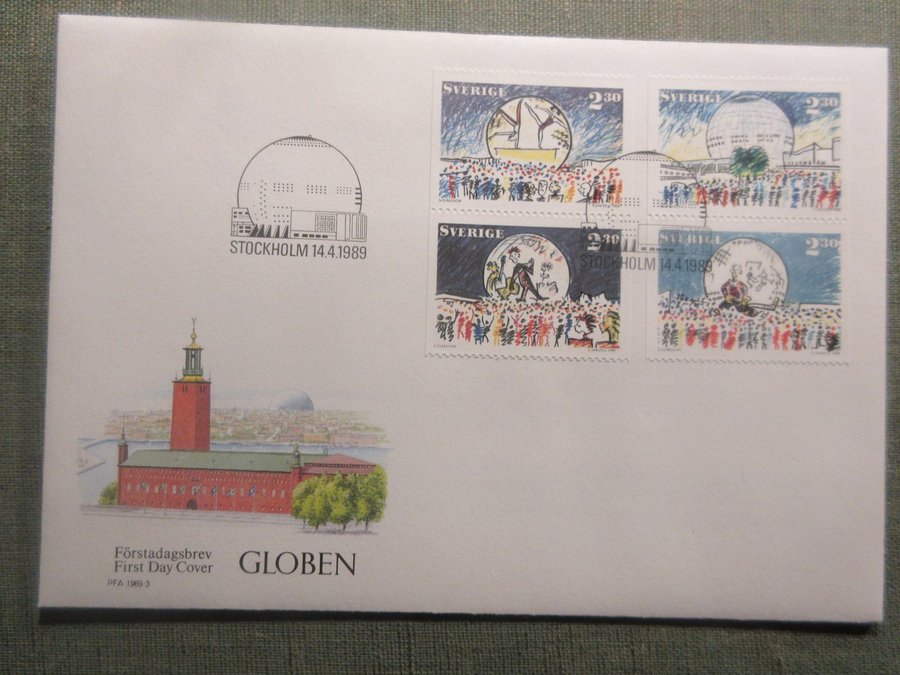 SVERIGE 2.30
SVERIGE 2.30
STOCKHOLM 14.4.1989
SVERIGE 2.30
SVERIGE 2.30
STOCKHOLM 14.4.1989
Förstadagsbrev
First Day Cover
GLOBEN
PFA 1989:3